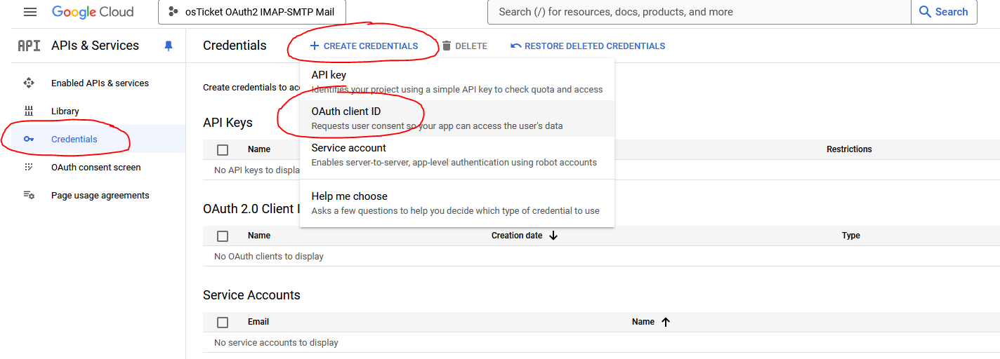 Google Cloud
osTicket OAuth2 IMAP-SMTP Mail
Search (/) for resources, docs, products, and more
Search
API
APIs & Services
Enabled APIs & services
Library
Credentials
OAuth consent screen
Page usage agreements
Credentials
+ CREATE CREDENTIALS
DELETE
RESTORE DELETED CREDENTIALS
API key
Identifies your project using a simple API key to check quota and access
OAuth client ID
Requests user consent so your app can access the user's data
Service account
Enables server-to-server, app-level authentication using robot accounts
Help me choose
Asks a few questions to help you decide which type of credential to use
Create credentials to ac
API Keys
Name
Restrictions
No API keys to displa
OAuth 2.0 Client I
Name
Creation date
Type
No OAuth clients to display
Service Accounts
Email
Name
No service accounts to display